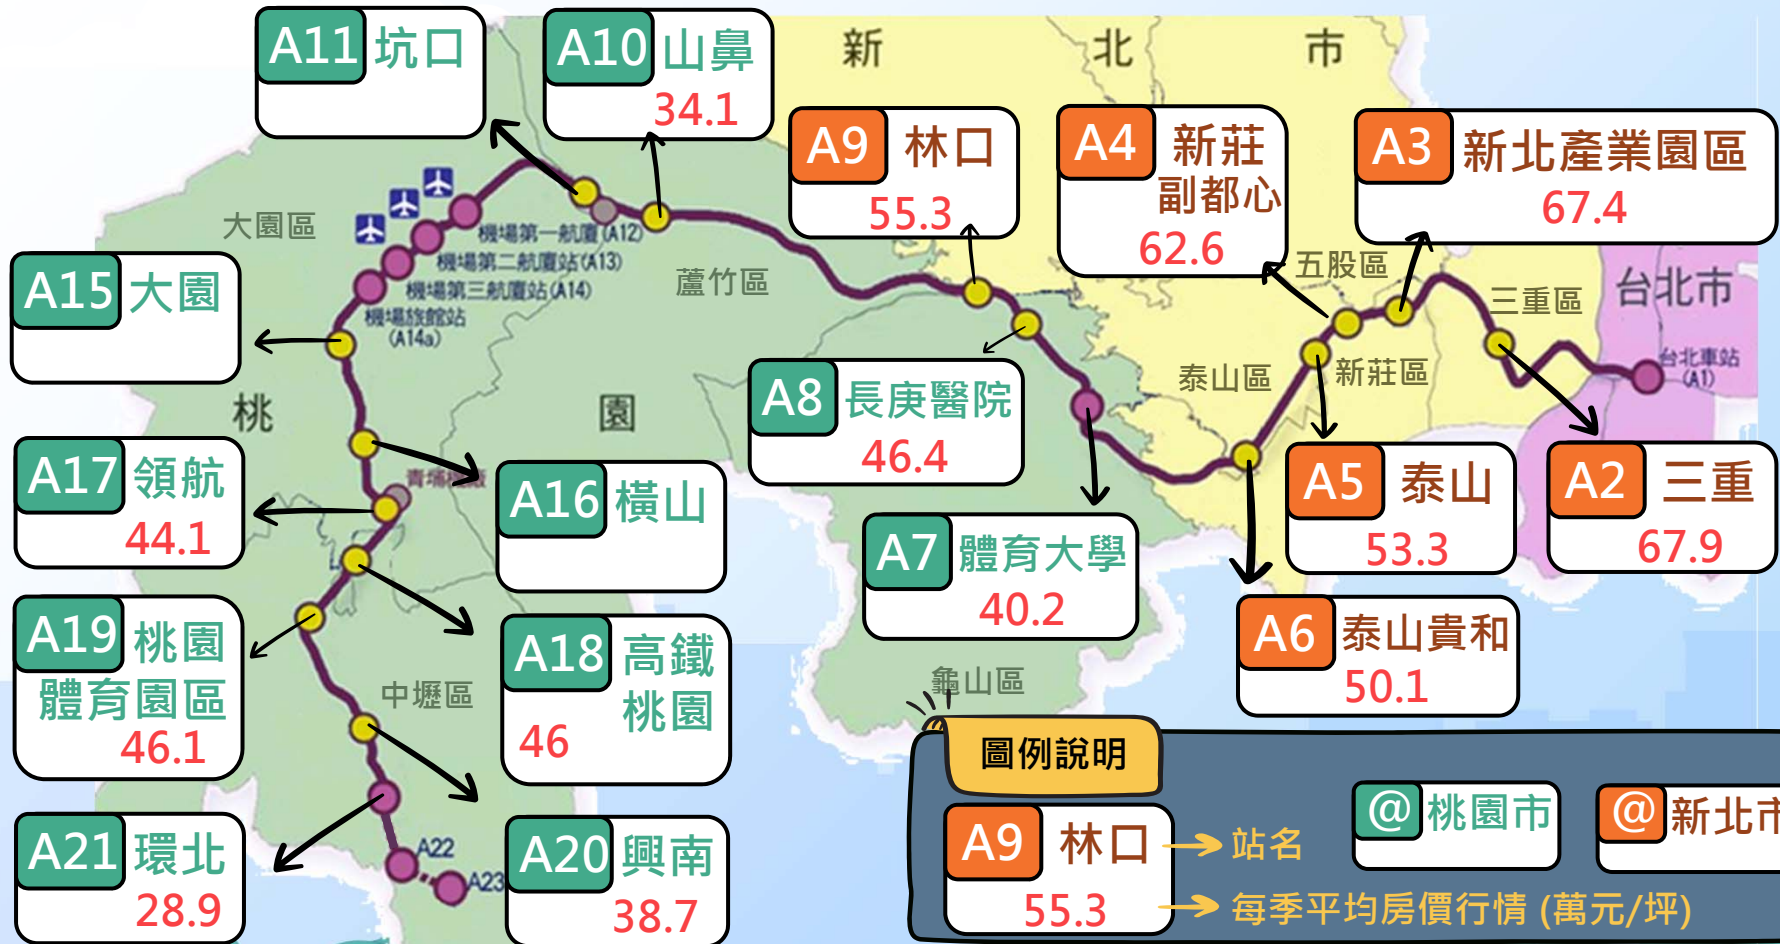 A11 坑口
A10 山鼻
34.1
新 北 市
A9 林口
55.3
A4 新莊
副都心
62.6
A3 新北產業園區
67.4
大園區
機場第一航廈(A12)
機場第二航廈站(A13)
機場第三航廈站(A14)
機場旅館站
(A14a)
蘆竹區
五股區
三重區
台北市
A15 大園
台北車站
(A1)
泰山區
新莊區
A8 長庚醫院
46.4
桃 園
A17 領航
44.1
青埔機廠
A16 橫山
A5 泰山
53.3
A2 三重
67.9
A7 體育大學
40.2
A19 桃園
體育園區
46.1
A18 高鐵
桃園
46
A6 泰山貴和
50.1
中壢區
龜山區
A21 環北
28.9
A22
A23
A20 興南
38.7
圖例說明
A9 林口
55.3
站名
每季平均房價行情 (萬元/坪)
@ 桃園市
@ 新北市